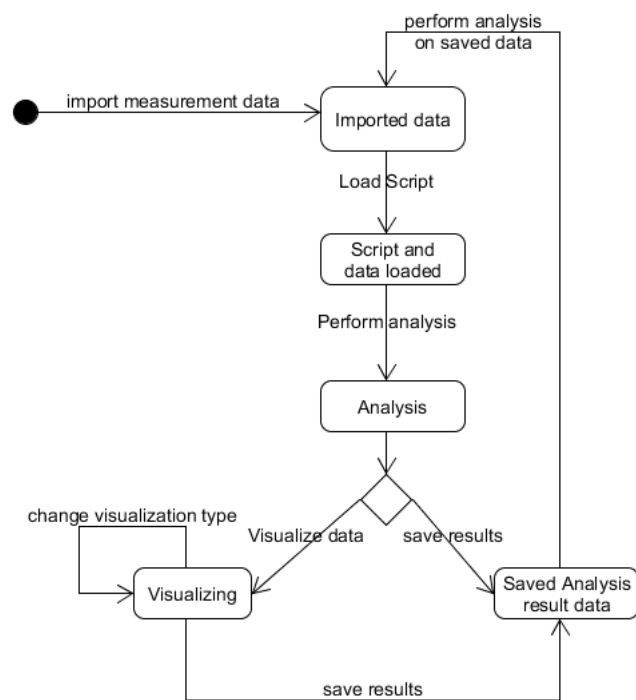 perform analysis
on saved data
import measurement data
Imported data
Load Script
Script and
data loaded
Perform analysis
Analysis
change visualization type
Visualize data
save results
Visualizing
Saved Analysis
result data
save results